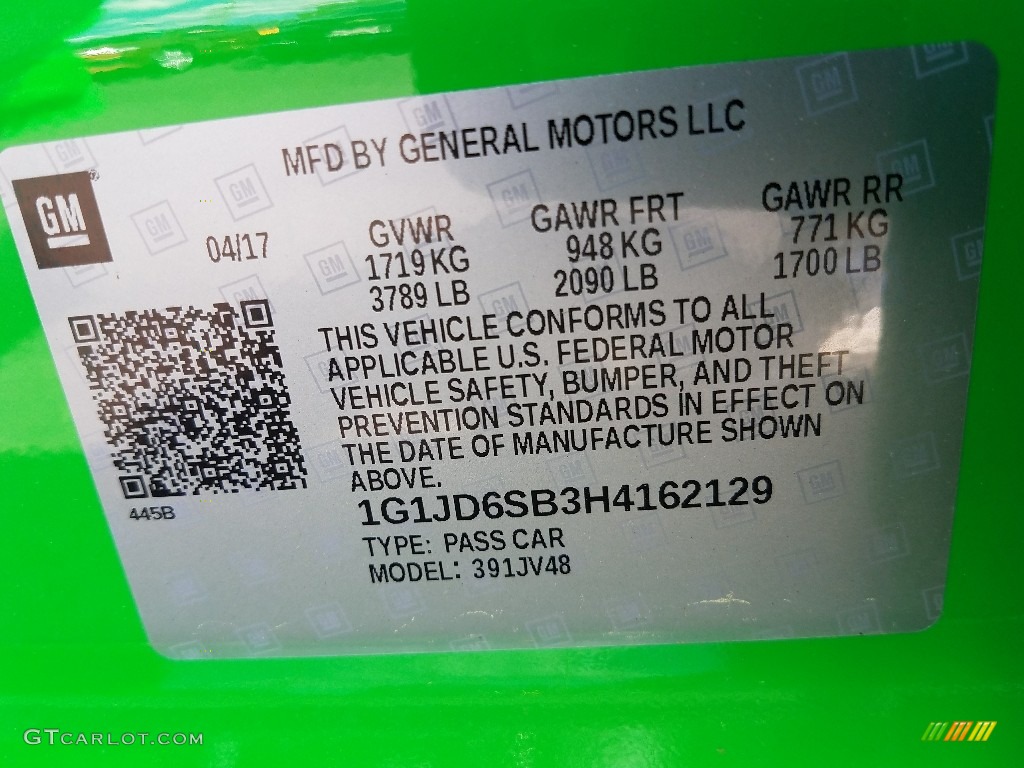 MFD BY GENERAL MOTORS LLC
GM
04/17
GVWR
1719 KG
3789 LB
GAWR FRT
948 KG
2090 LB
GAWR RR
771 KG
1700 LB
THIS VEHICLE CONFORMS TO ALL
APPLICABLE U.S. FEDERAL MOTOR
VEHICLE SAFETY, BUMPER, AND THEFT
PREVENTION STANDARDS IN EFFECT ON
THE DATE OF MANUFACTURE SHOWN
ABOVE.
445B
1G1JD6SB3H4162129
TYPE: PASS CAR
MODEL: 391JV48
GTCARLOT.COM